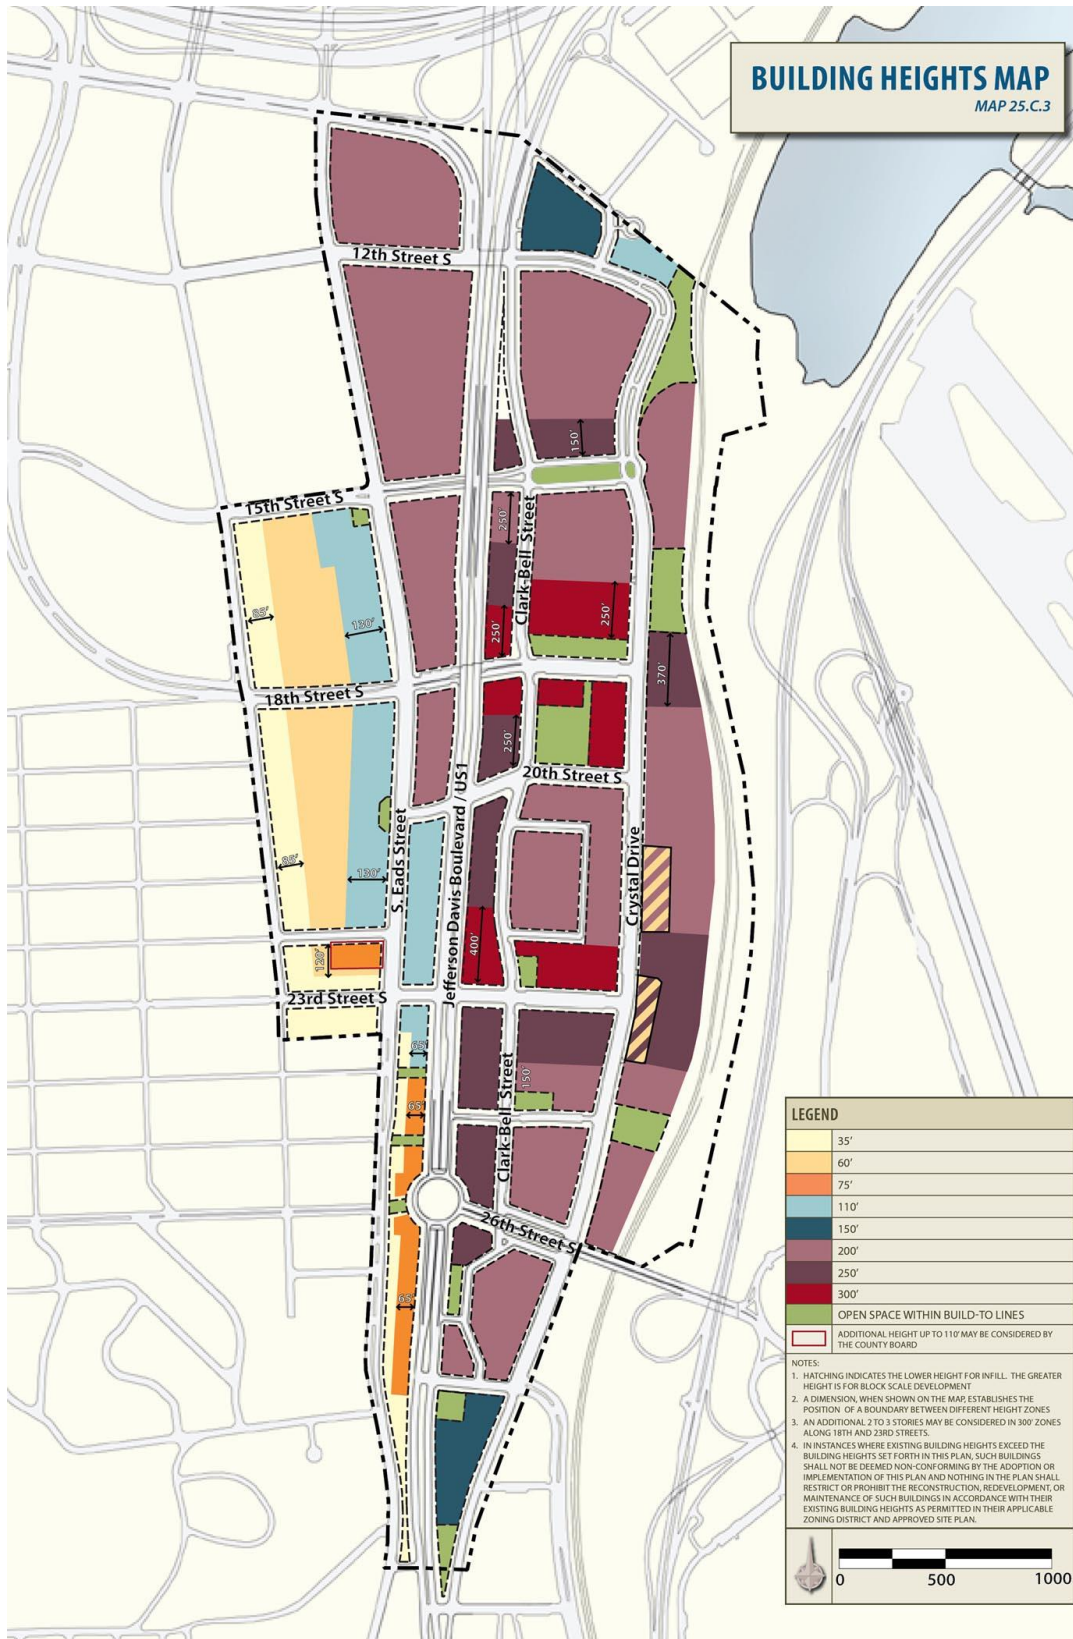 BUILDING HEIGHTS MAP
MAP 25.C.3
12th Street S
150'
15th Street S
250'
Clark-Bell Street
85'
130'
250'
250'
370'
18th Street S
250'
20th Street S
Jefferson Davis Boulevard / US1
S. Eads Street
Crystal Drive
85'
130'
400'
120'
23rd Street S
65'
Clark-Bell Street
150'
65'
26th Street S
65'
LEGEND
35'
60'
75'
110'
150'
200'
250'
300'
OPEN SPACE WITHIN BUILD-TO LINES
ADDITIONAL HEIGHT UP TO 110' MAY BE CONSIDERED BY
THE COUNTY BOARD
NOTES:
1. HATCHING INDICATES THE LOWER HEIGHT FOR INFILL. THE GREATER
HEIGHT IS FOR BLOCK SCALE DEVELOPMENT
2. A DIMENSION, WHEN SHOWN ON THE MAP, ESTABLISHES THE
POSITION OF A BOUNDARY BETWEEN DIFFERENT HEIGHT ZONES
3. AN ADDITIONAL 2 TO 3 STORIES MAY BE CONSIDERED IN 300' ZONES
ALONG 18TH AND 23RD STREETS.
4. IN INSTANCES WHERE EXISTING BUILDING HEIGHTS EXCEED THE
BUILDING HEIGHTS SET FORTH IN THIS PLAN, SUCH BUILDINGS
SHALL NOT BE DEEMED NON-CONFORMING BY THE ADOPTION OR
IMPLEMENTATION OF THIS PLAN AND NOTHING IN THE PLAN SHALL
RESTRICT OR PROHIBIT THE RECONSTRUCTION, REDEVELOPMENT, OR
MAINTENANCE OF SUCH BUILDINGS IN ACCORDANCE WITH THEIR
EXISTING BUILDING HEIGHTS AS PERMITTED IN THEIR APPLICABLE
ZONING DISTRICT AND APPROVED SITE PLAN.
0 500 1000